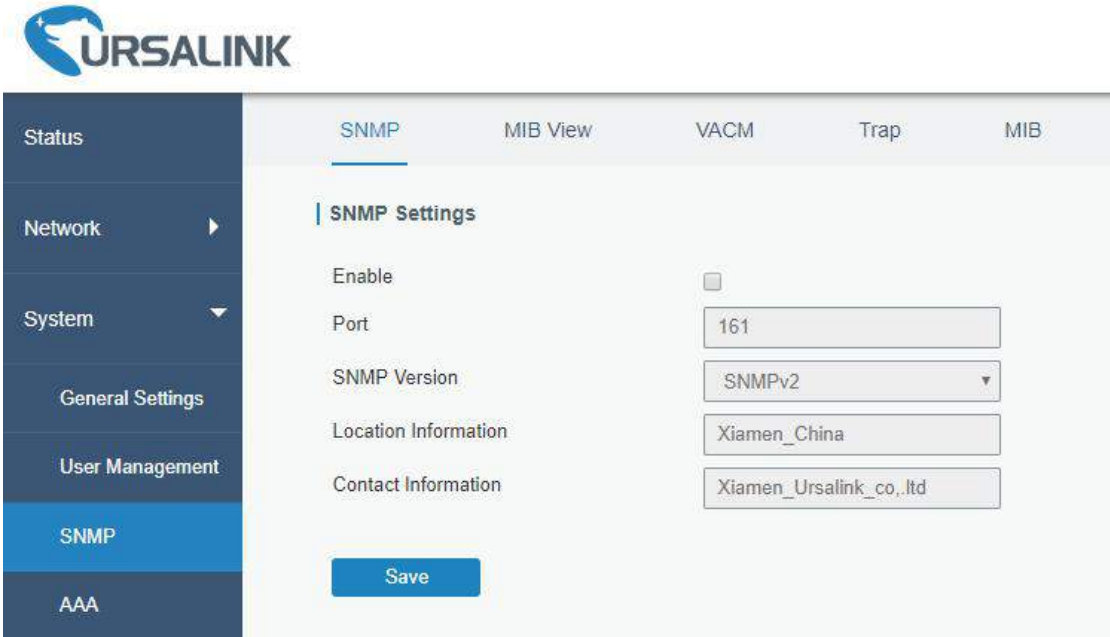 URSALINK
Status
Network
System
General Settings
User Management
SNMP
AAA
SNMP MIB View VACM Trap MIB
SNMP Settings
Enable
Port 161
SNMP Version SNMPv2
Location Information Xiamen_China
Contact Information Xiamen_Ursalink_co,.ltd
Save